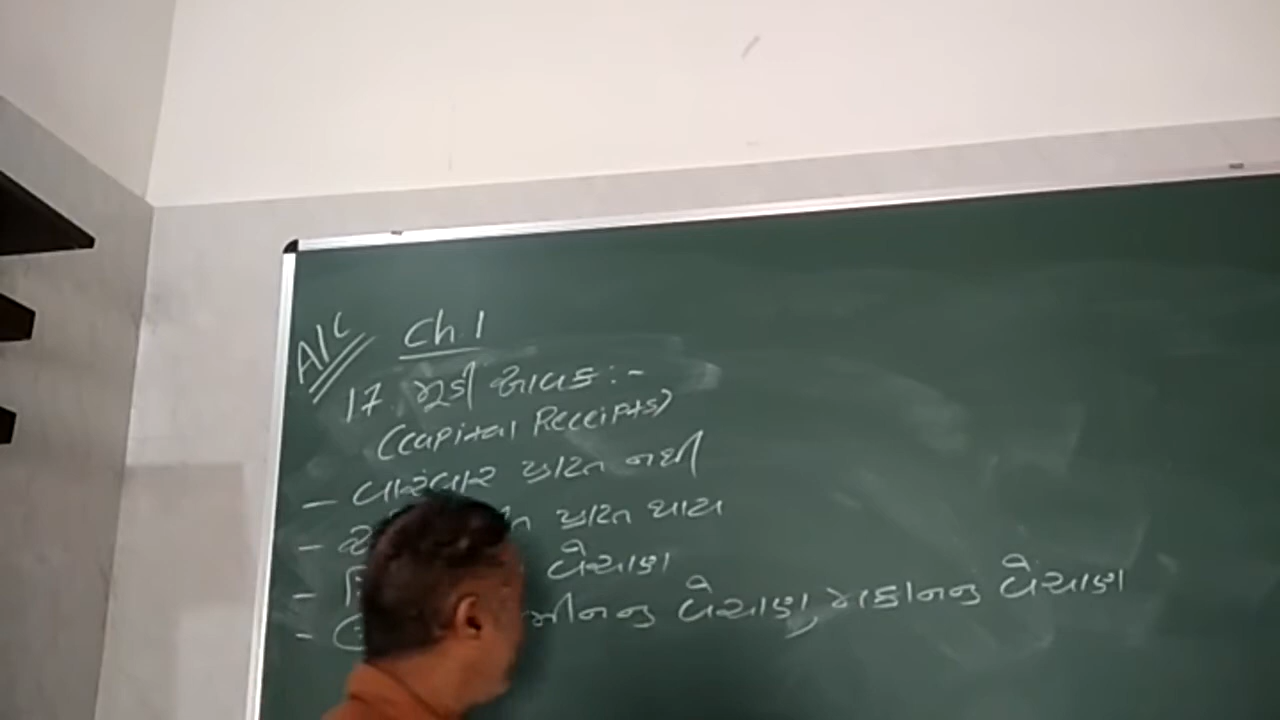 A/C Ch.1
17. મૂડી આવક :-
(Capital Receipts)
- વારંવાર પ્રાપ્ત નથી
- પ્રાપ્ત થાય
- વેચાણ
- જમીનનુ વેચાણ, મકાનનુ વેચાણ